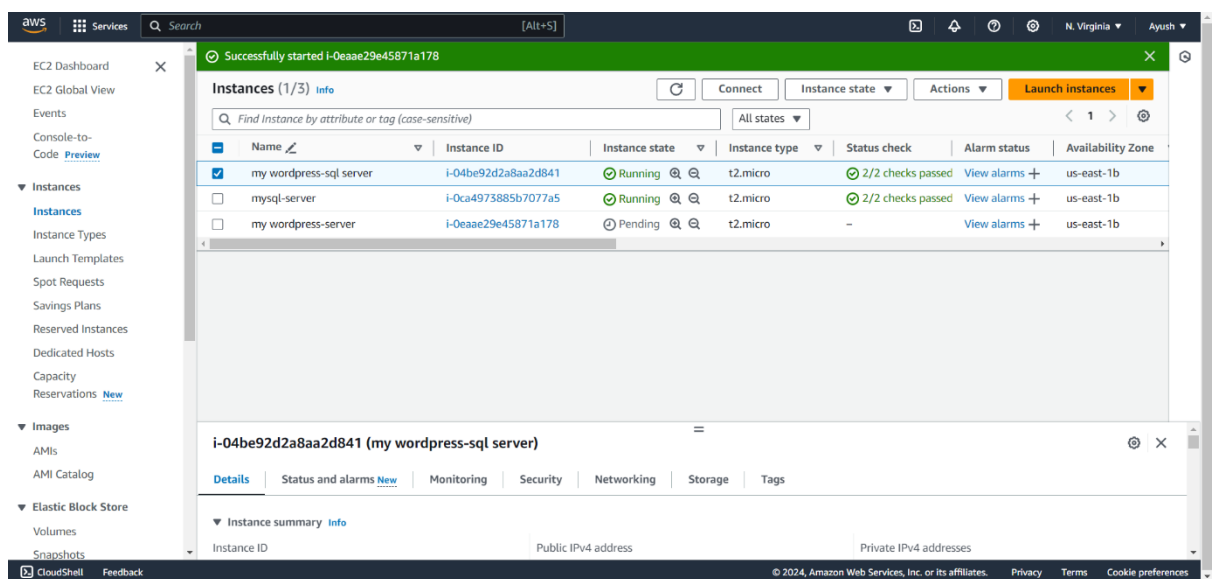 aws Services Search [Alt+S] N. Virginia Ayush
EC2 Dashboard
EC2 Global View
Events
Console-to-
Code Preview
Instances
Instances
Instance Types
Launch Templates
Spot Requests
Savings Plans
Reserved Instances
Dedicated Hosts
Capacity
Reservations New
Images
AMIs
AMI Catalog
Elastic Block Store
Volumes
Snapshots
Successfully started i-0eaae29e45871a178
Instances (1/3) Info Connect Instance state Actions Launch instances
Find Instance by attribute or tag (case-sensitive) All states 1
Name Instance ID Instance state Instance type Status check Alarm status Availability Zone
my wordpress-sql server i-04be92d2a8aa2d841 Running t2.micro 2/2 checks passed View alarms + us-east-1b
mysql-server i-0ca4973885b7077a5 Running t2.micro 2/2 checks passed View alarms + us-east-1b
my wordpress-server i-0eaae29e45871a178 Pending t2.micro – View alarms + us-east-1b
i-04be92d2a8aa2d841 (my wordpress-sql server)
Details Status and alarms New Monitoring Security Networking Storage Tags
Instance summary Info
Instance ID Public IPv4 address Private IPv4 addresses
CloudShell Feedback © 2024, Amazon Web Services, Inc. or its affiliates. Privacy Terms Cookie preferences